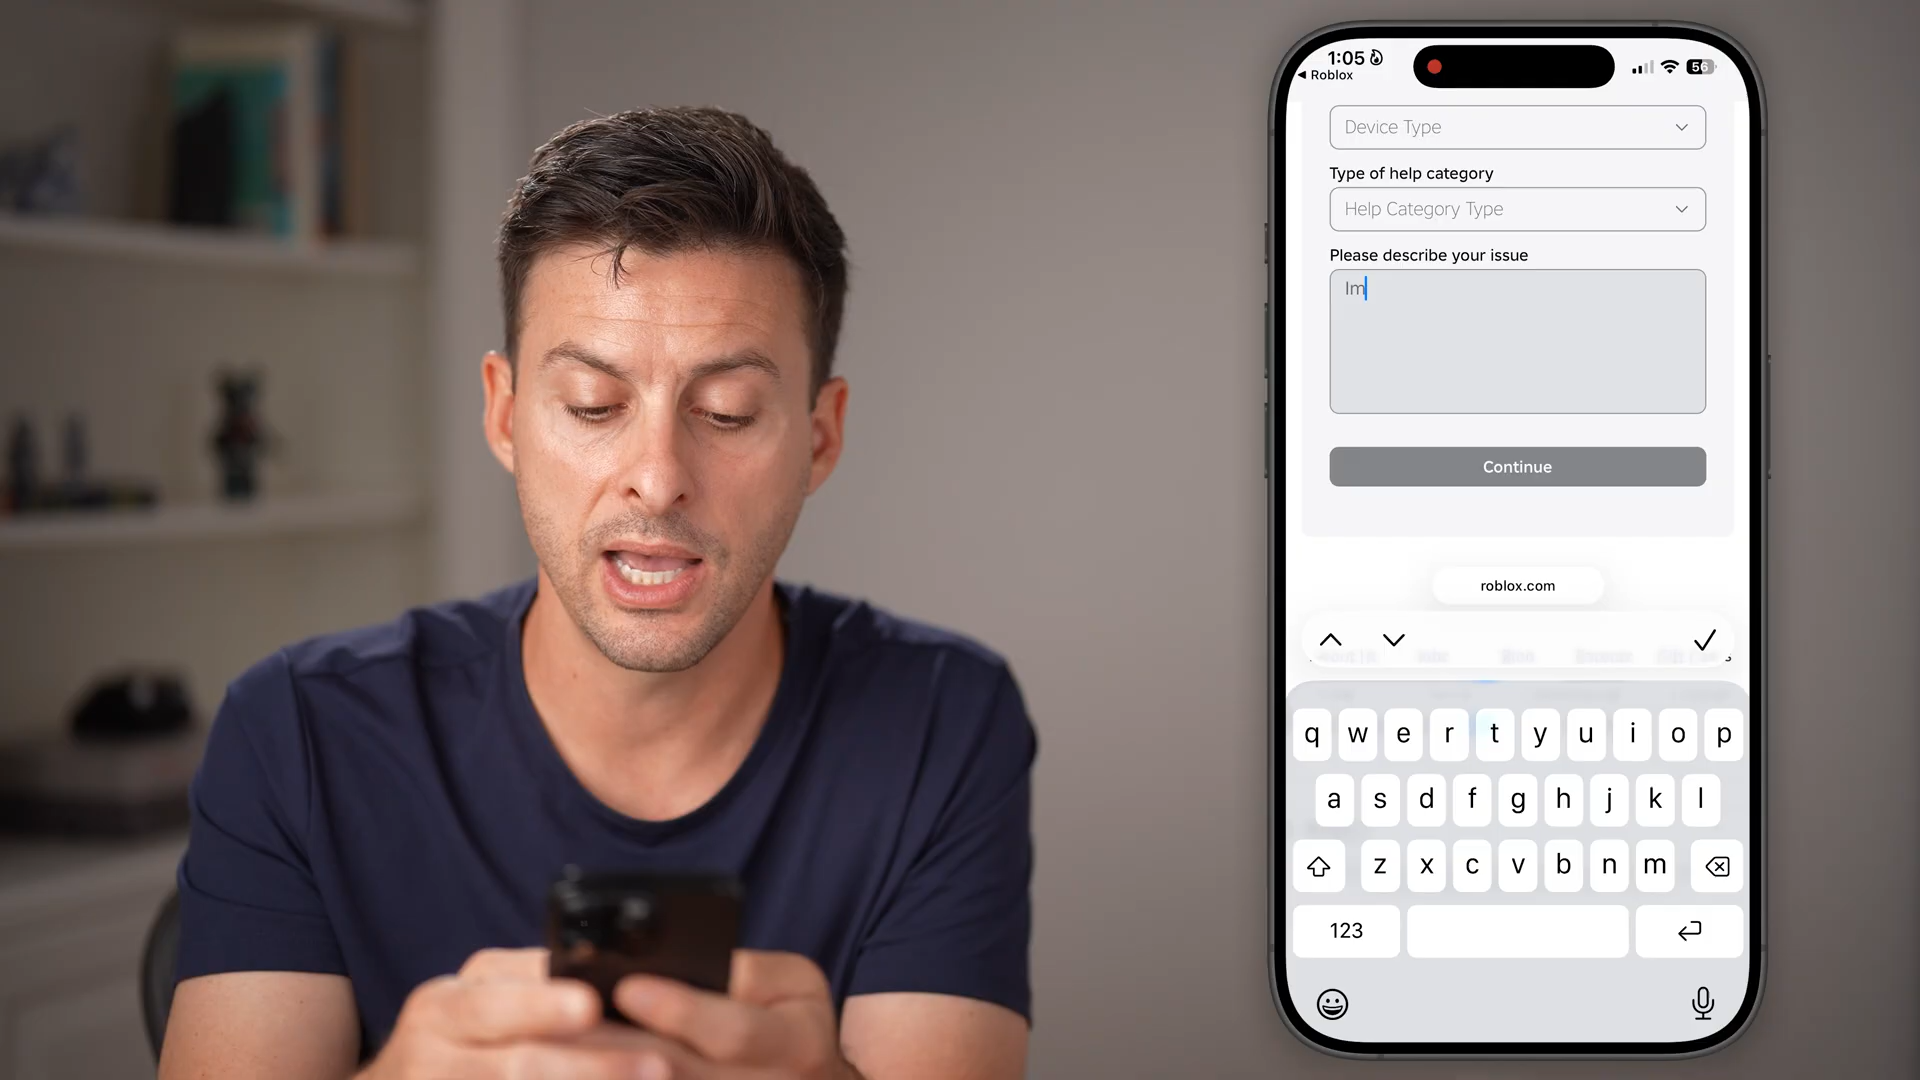 1:05
◀ Roblox
56
Device Type
Type of help category
Help Category Type
Please describe your issue
Im
Continue
roblox.com
q w e r t y u i o p
a s d f g h j k l
z x c v b n m
123